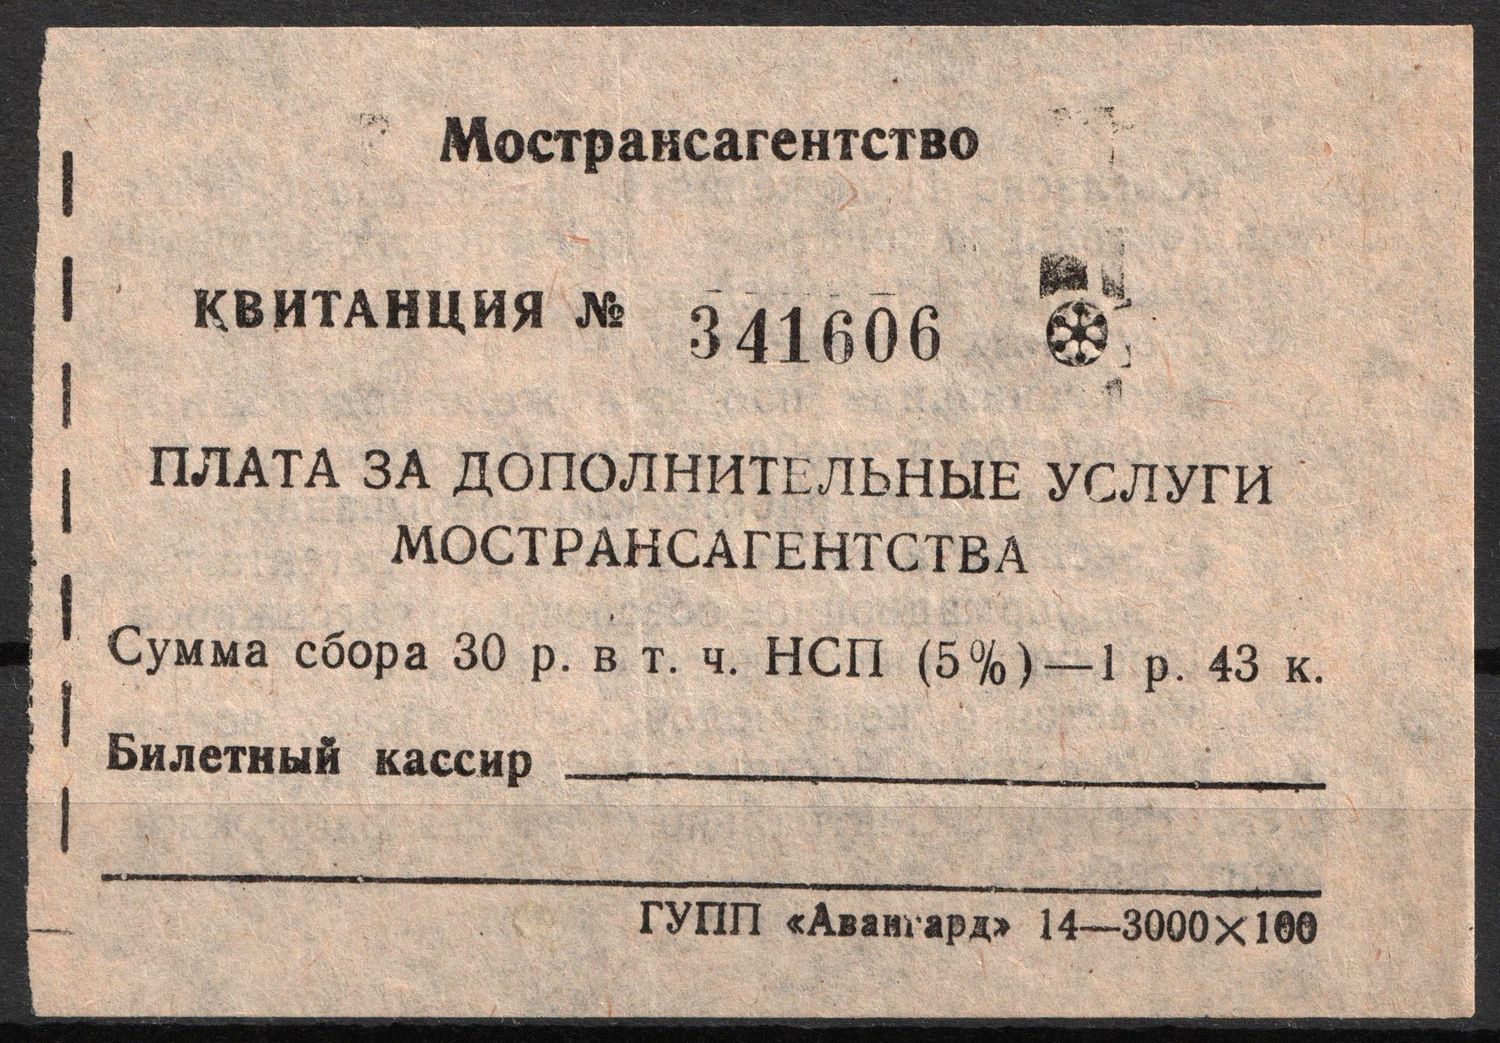 Мострансагентство
КВИТАНЦИЯ № 341606
ПЛАТА ЗА ДОПОЛНИТЕЛЬНЫЕ УСЛУГИ
МОСТРАНСАГЕНТСТВА
Сумма сбора 30 р. в т. ч. НСП (5%)—1 р. 43 к.
Билетный кассир
ГУПП «Авангард» 14—3000×100